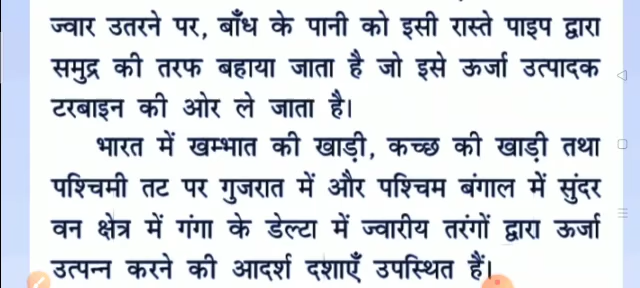 ज्वार उतरने पर, बाँध के पानी को इसी रास्ते पाइप द्वारा
समुद्र की तरफ बहाया जाता है जो इसे ऊर्जा उत्पादक
टरबाइन की ओर ले जाता है।
भारत में खम्भात की खाड़ी, कच्छ की खाड़ी तथा
पश्चिमी तट पर गुजरात में और पश्चिम बंगाल में सुंदर
वन क्षेत्र में गंगा के डेल्टा में ज्वारीय तरंगों द्वारा ऊर्जा
उत्पन्न करने की आदर्श दशाएँ उपस्थित हैं।